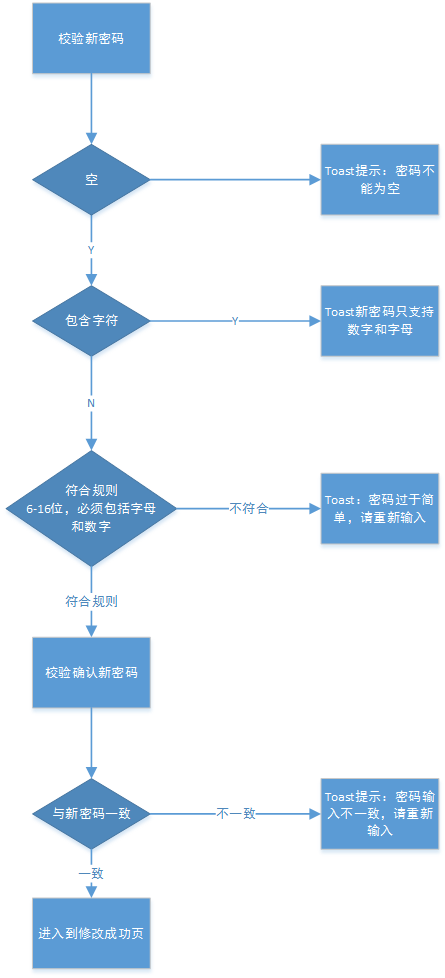 校验新密码
空
Toast提示：密码不
能为空
Y
包含字符
Y
Toast新密码只支持
数字和字母
N
符合规则
6-16位，必须包括字母
和数字
不符合
Toast：密码过于简
单，请重新输入
符合规则
校验确认新密码
与新密码一致
不一致
Toast提示：密码输
入不一致，请重新
输入
一致
进入到修改成功页